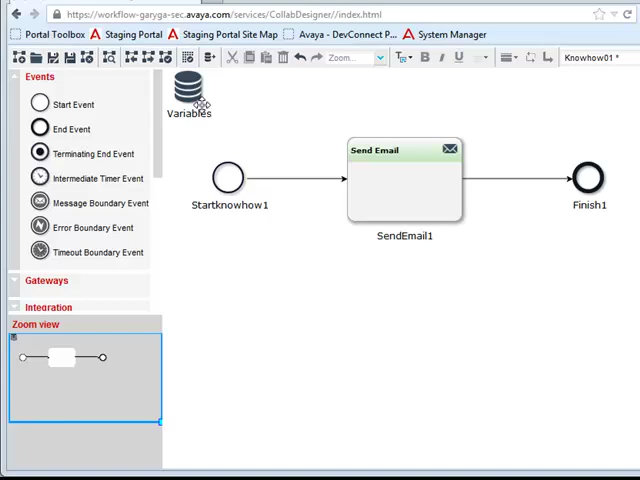 https://workflow-garyga-sec.avaya.com/services/CollabDesigner//index.html
Portal Toolbox
Staging Portal
Staging Portal Site Map
Avaya - DevConnect P...
System Manager
Zoom...
T
B
I
U
Knowhow01 *
Events
Start Event
End Event
Terminating End Event
Intermediate Timer Event
Message Boundary Event
Error Boundary Event
Timeout Boundary Event
Gateways
Integration
Zoom view
Variables
Startknowhow1
Send Email
SendEmail1
Finish1